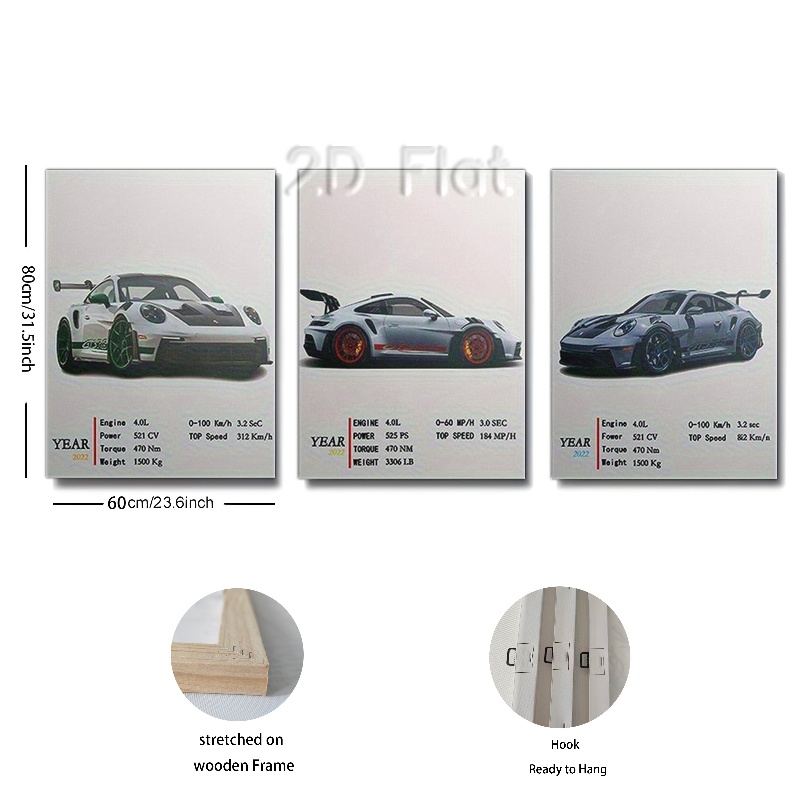 2D Flat
80cm/31.5inch
YEAR
2022
Engine 4.0L
Power 521 CV
Torque 470 Nm
Weight 1500 Kg
0-100 Km/h 3.2 ScC
TOP Speed 312 Km/h
YEAR
2022
ENGINE 4.0L
POWER 525 PS
TORQUE 470 NM
WEIGHT 3306 LB
0-60 MP/H 3.0 SEC
TOP SPEED 184 MP/H
YEAR
2022
Engine 4.0L
Power 521 CV
Torque 470 Nm
Weight 1500 Kg
0-100 Km/h 3.2 sec
TOP Speed
60cm/23.6inch
stretched on
wooden Frame
Hook
Ready to Hang